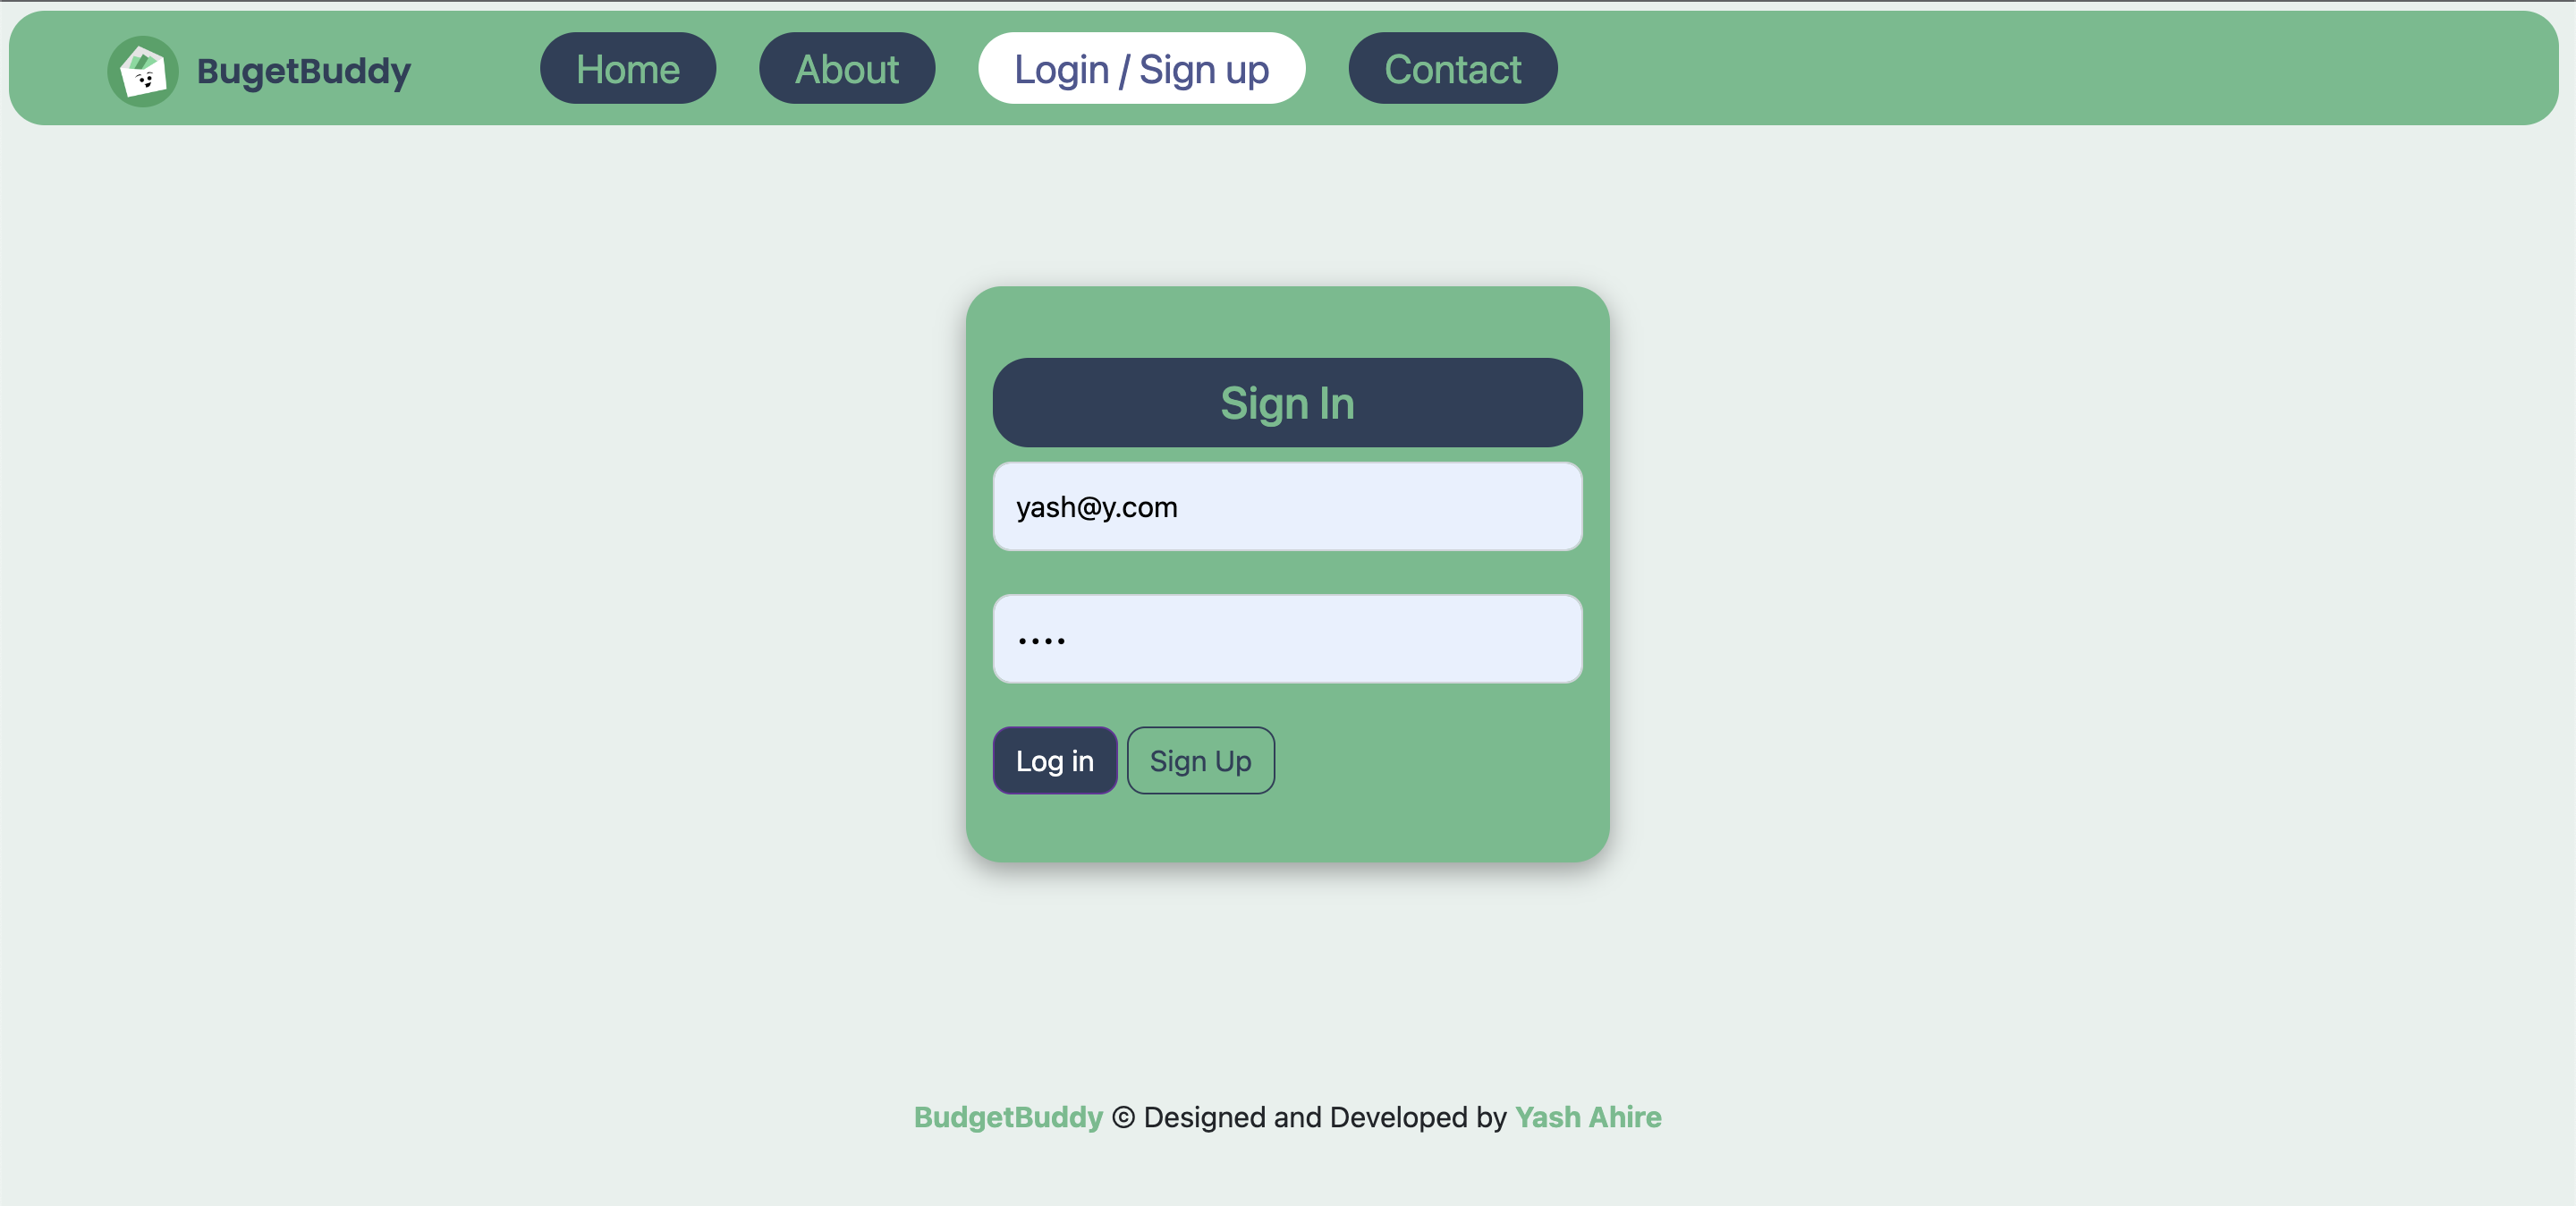 BugetBuddy Home About Login / Sign up Contact
Sign In
yash@y.com
••••
Log in Sign Up
BudgetBuddy © Designed and Developed by Yash Ahire